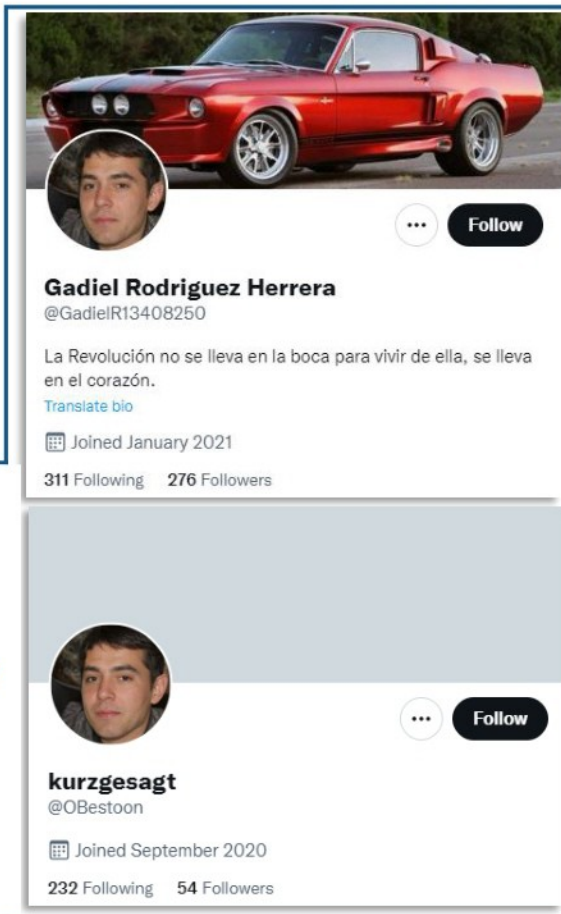 Follow
Gadiel Rodriguez Herrera
@GadielR13408250
La Revolución no se lleva en la boca para vivir de ella, se lleva
en el corazón.
Translate bio
Joined January 2021
311 Following 276 Followers
Follow
kurzgesagt
@OBestoon
Joined September 2020
232 Following 54 Followers